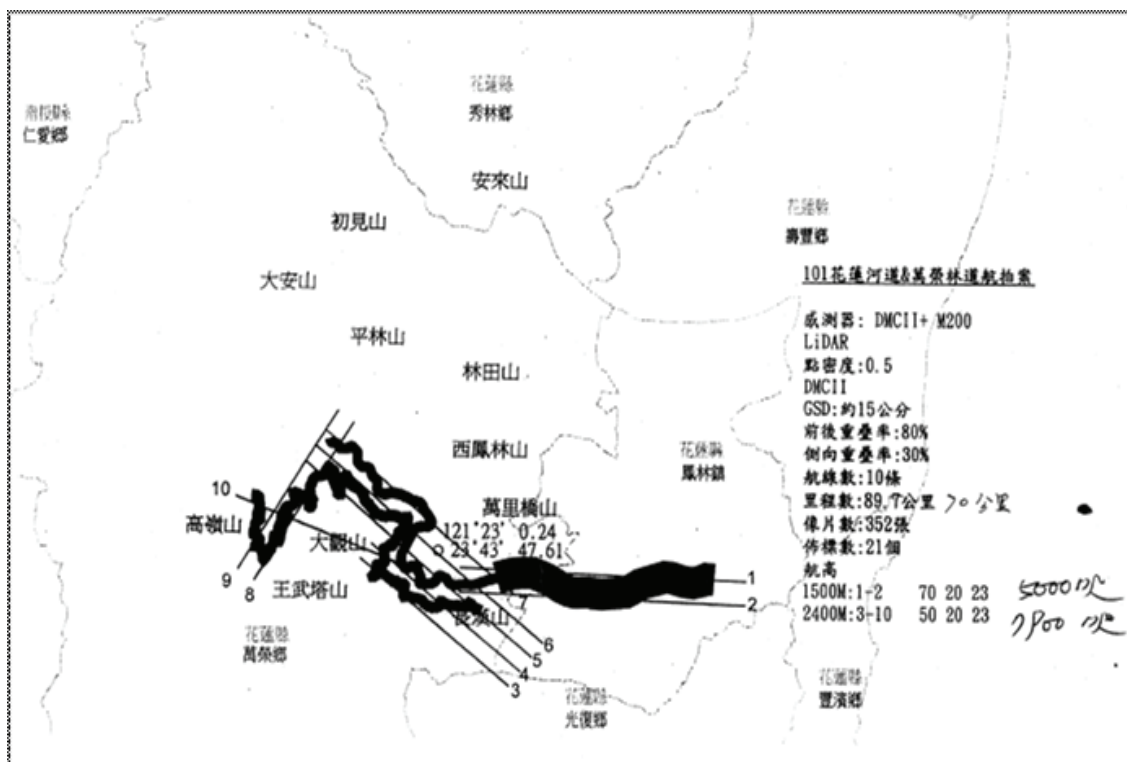 花蓮縣
秀林鄉
南投縣
仁愛鄉
安來山
初見山
花蓮縣
壽豐鄉
大安山
101花蓮河道&萬榮林道航拍案
平林山
感測器: DMCII+ M200
LiDAR
點密度:0.5
DMCII
GSD:約15公分
前後重疊率:80%
側向重疊率:30%
航線數:10條
里程數:89.7公里 70公里
像片數:352張
佈標數:21個
航高
1500M:1-2 70 20 23 5000呎
2400M:3-10 50 20 23 7900呎
林田山
西鳳林山
花蓮縣
鳳林鎮
萬里橋山
121°23' 0.24
23°43' 47.61
10
高嶺山
大觀山
9
8
王武塔山
花蓮縣
萬榮鄉
長漢山
7
1
2
6
5
4
3
花蓮縣
光復鄉
花蓮縣
豐濱鄉